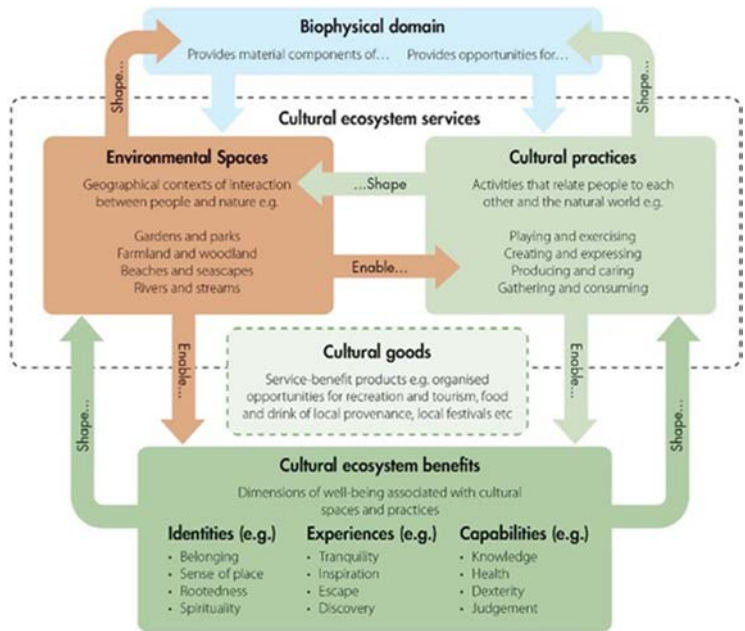 Biophysical domain
Provides material components of... Provides opportunities for...
Shape...
Shape...
Cultural ecosystem services
Environmental Spaces
Geographical contexts of interaction
between people and nature e.g.
Gardens and parks
Farmland and woodland
Beaches and seascapes
Rivers and streams
...Shape
Enable...
Cultural practices
Activities that relate people to each
other and the natural world e.g.
Playing and exercising
Creating and expressing
Producing and caring
Gathering and consuming
Enable...
Enable...
Cultural goods
Service-benefit products e.g. organised
opportunities for recreation and tourism, food
and drink of local provenance, local festivals etc
Shape...
Shape...
Cultural ecosystem benefits
Dimensions of well-being associated with cultural
spaces and practices
Identities (e.g.)
• Belonging
• Sense of place
• Rootedness
• Spirituality
Experiences (e.g.)
• Tranquility
• Inspiration
• Escape
• Discovery
Capabilities (e.g.)
• Knowledge
• Health
• Dexterity
• Judgement